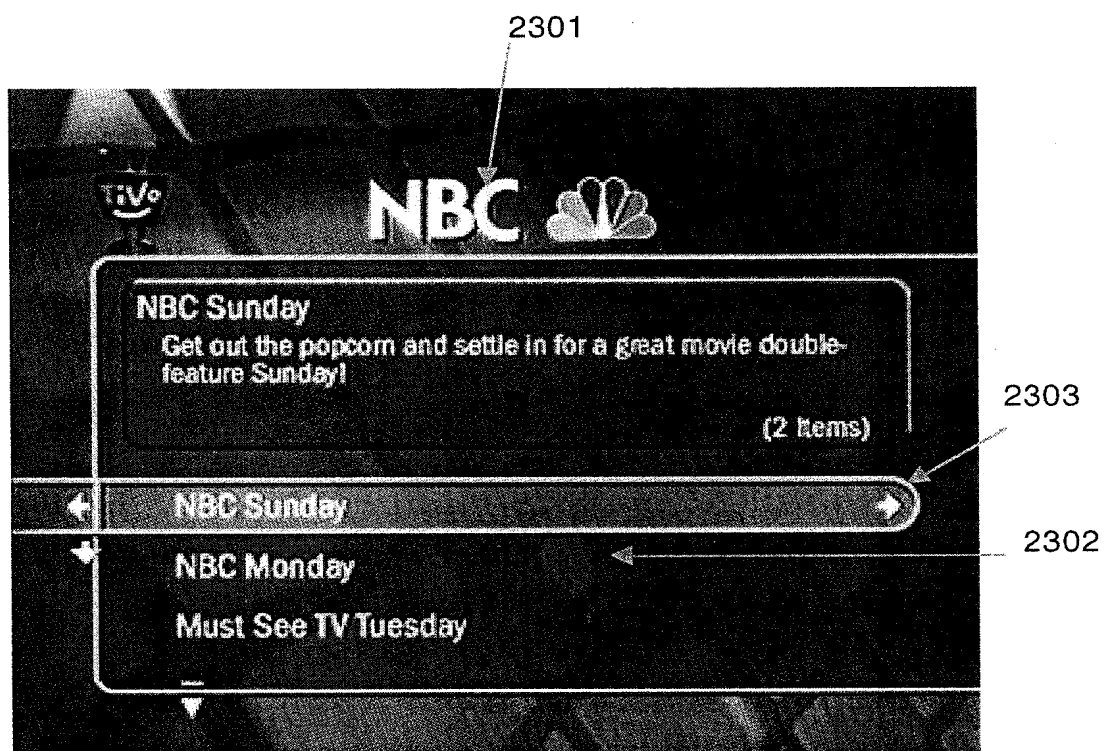 2301
TiVo
NBC
NBC Sunday
Get out the popcorn and settle in for a great movie double-
feature Sunday!
(2 Items)
2303
NBC Sunday
2302
NBC Monday
Must See TV Tuesday